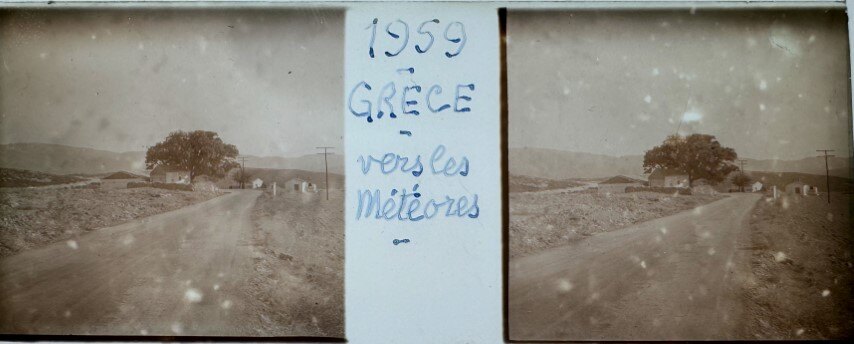 1959
-
GRÈCE
-
vers les
Météores
-